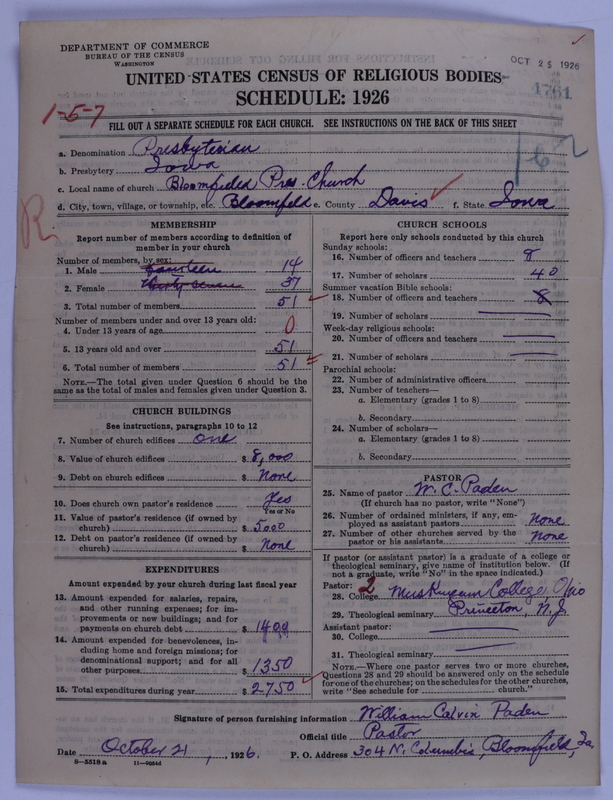 DEPARTMENT OF COMMERCE
BUREAU OF THE CENSUS
WASHINGTON
OCT 25 1926
1761
UNITED STATES CENSUS OF RELIGIOUS BODIES
SCHEDULE: 1926
1-5-7
FILL OUT A SEPARATE SCHEDULE FOR EACH CHURCH. SEE INSTRUCTIONS ON THE BACK OF THIS SHEET
a. Denomination Presbyterian
b. Presbytery Iowa
c. Local name of church Bloomfield Pres. Church
d. City, town, village, or township, etc. Bloomfield e. County Davis f. State Iowa
R
MEMBERSHIP
Report number of members according to definition of
member in your church
Number of members, by sex:
1. Male fourteen 14
2. Female thirty seven 37
3. Total number of members 51
Number of members under and over 13 years old:
4. Under 13 years of age 0
5. 13 years old and over 51
6. Total number of members 51
NOTE.—The total given under Question 6 should be the
same as the total of males and females given under Question 3.
CHURCH BUILDINGS
See instructions, paragraphs 10 to 12
7. Number of church edifices one
8. Value of church edifices $ 8,000
9. Debt on church edifices $ None
10. Does church own pastor's residence Yes
Yes or No
11. Value of pastor's residence (if owned by
church) $ 5000
12. Debt on pastor's residence (if owned by
church) $ None
EXPENDITURES
Amount expended by your church during last fiscal year
13. Amount expended for salaries, repairs,
and other running expenses; for im-
provements or new buildings; and for
payments on church debt $ 1400
14. Amount expended for benevolences, in-
cluding home and foreign missions; for
denominational support; and for all
other purposes $ 1350
15. Total expenditures during year $ 2750
CHURCH SCHOOLS
Report here only schools conducted by this church
Sunday schools:
16. Number of officers and teachers 8
17. Number of scholars 40
Summer vacation Bible schools:
18. Number of officers and teachers 8
19. Number of scholars
Week-day religious schools:
20. Number of officers and teachers
21. Number of scholars
Parochial schools:
22. Number of administrative officers
23. Number of teachers—
a. Elementary (grades 1 to 8)
b. Secondary
24. Number of scholars—
a. Elementary (grades 1 to 8)
b. Secondary
PASTOR
25. Name of pastor W. C. Paden
(If church has no pastor, write "None")
26. Number of ordained ministers, if any, em-
ployed as assistant pastors None
27. Number of other churches served by the
pastor or his assistants None
If pastor (or assistant pastor) is a graduate of a college or
theological seminary, give name of institution below. (If
not a graduate, write "No" in the space indicated.)
Pastor: 2
28. College Muskingum College, Ohio
29. Theological seminary Princeton, N.J.
Assistant pastor:
30. College
31. Theological seminary
NOTE.—Where one pastor serves two or more churches,
Questions 28 and 29 should be answered only on the schedule
for one of the churches; on the schedules for the other churches,
write "See schedule for church."
Signature of person furnishing information William Calvin Paden
Official title Pastor
Date October 21, 1926. P. O. Address 304 N. Columbia, Bloomfield, Ia.
8—3518a 11—9034d